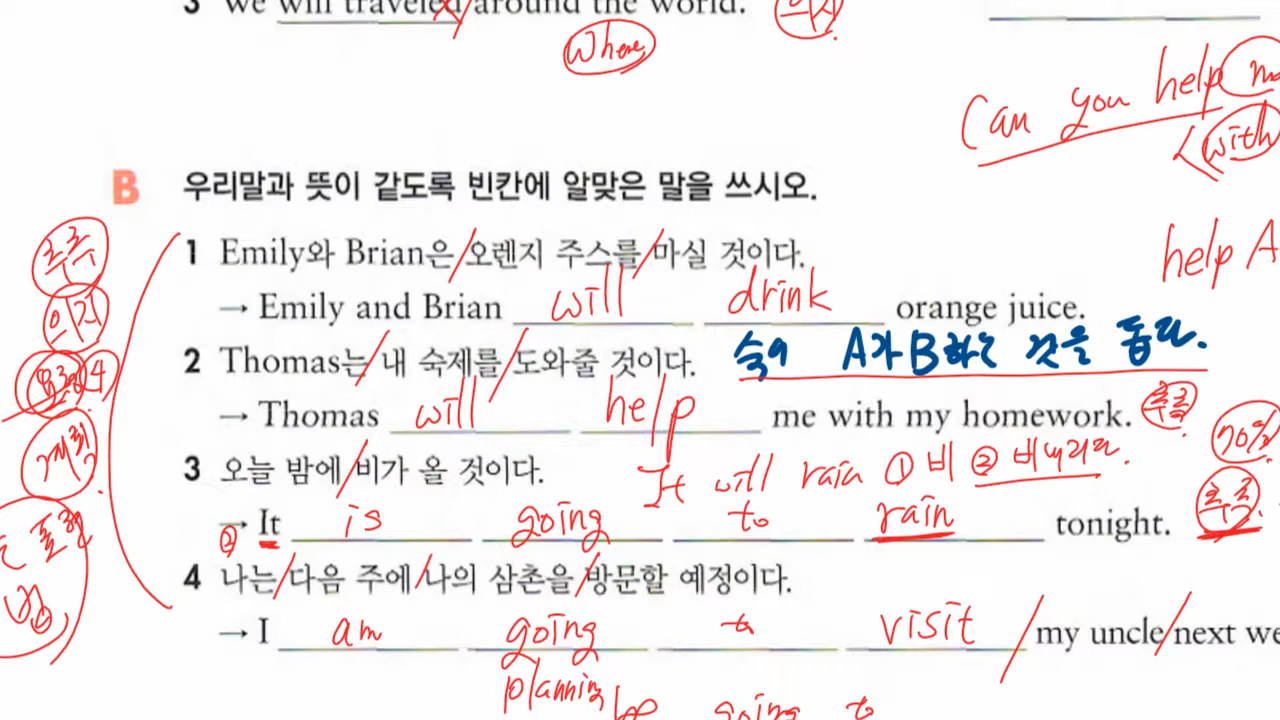 3 We will traveled around the world.
where
의지
Can you help me
with
B 우리말과 뜻이 같도록 빈칸에 알맞은 말을 쓰시오.
1 Emily와 Brian은/오렌지 주스를/마실 것이다.
help A
→ Emily and Brian will drink orange juice.
의지
2 Thomas는/내 숙제를/도와줄 것이다.
숙어 A가 B하는 것을 돕다.
→ Thomas will help me with my homework.
추측
70%
계획
3 오늘 밤에/비가 올 것이다.
It will rain ① 비 ② 비 내리다.
→ It is going to rain tonight.
추측
②
4 나는/다음 주에/나의 삼촌을/방문할 예정이다.
→ I am going to visit/my uncle/next we
planning
be going to